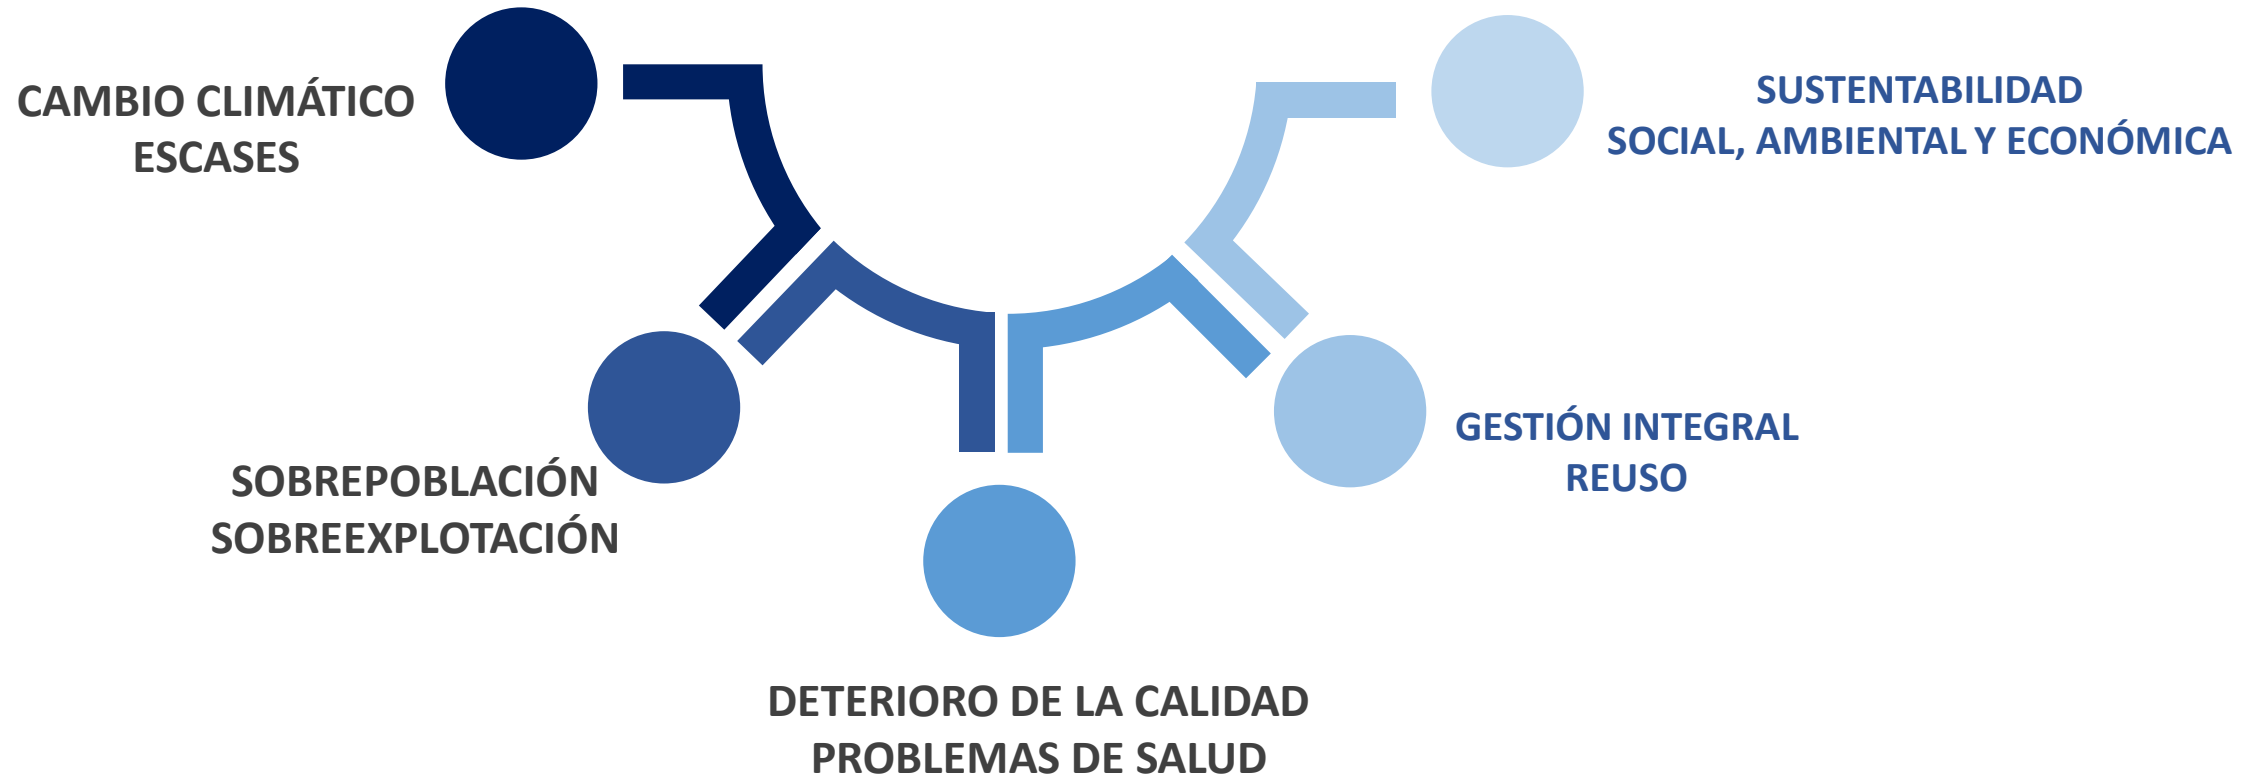 CAMBIO CLIMÁTICO
ESCASES
SOBREPOBLACIÓN
SOBREEXPLOTACIÓN
DETERIORO DE LA CALIDAD
PROBLEMAS DE SALUD
GESTIÓN INTEGRAL
REUSO
SUSTENTABILIDAD
SOCIAL, AMBIENTAL Y ECONÓMICA